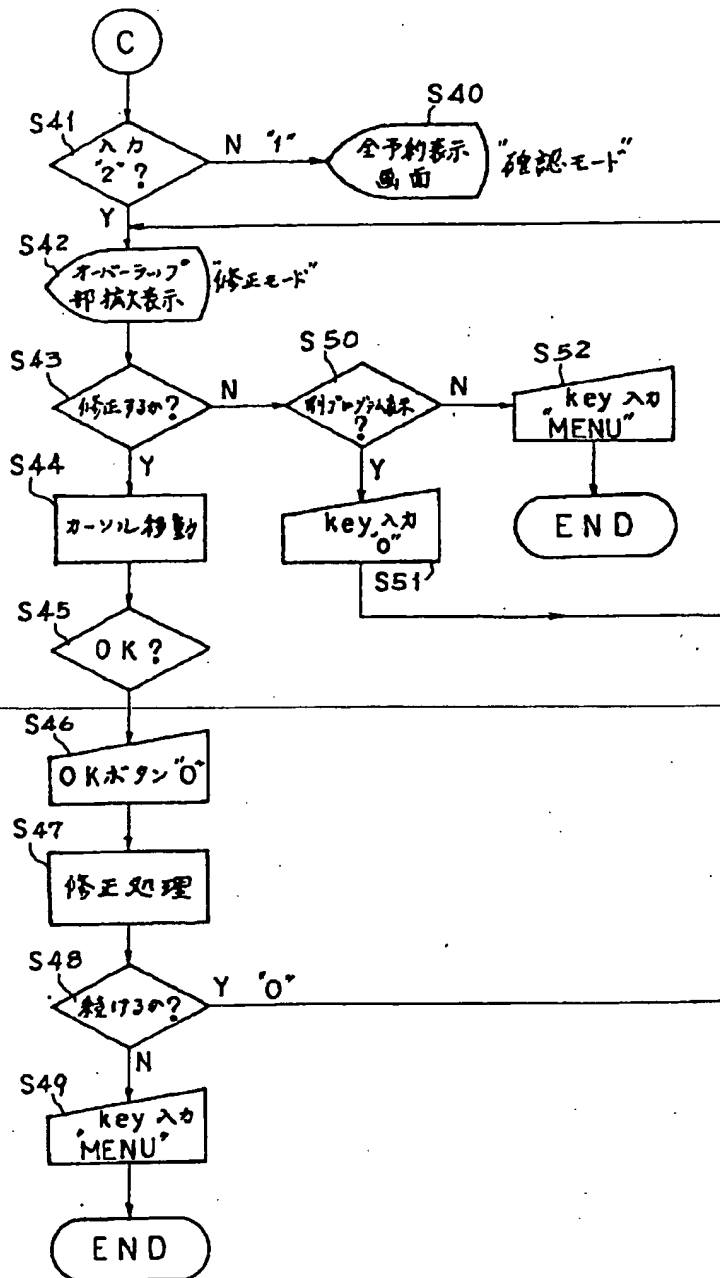 C
S41
入力
"2"?
N "1"
S40
全予約表示
画面
"確認モード"
Y
S42
オーバーラップ
部拡大表示
"修正モード"
S43
修正するか?
N
S50
別プログラム表示
?
N
S52
key 入力
"MENU"
END
Y
S44
カーソル移動
Y
key 入力
"0"
S51
S45
OK?
S46
OKボタン"0"
S47
修正処理
S48
続けるか?
Y "0"
N
S49
key 入力
"MENU"
END